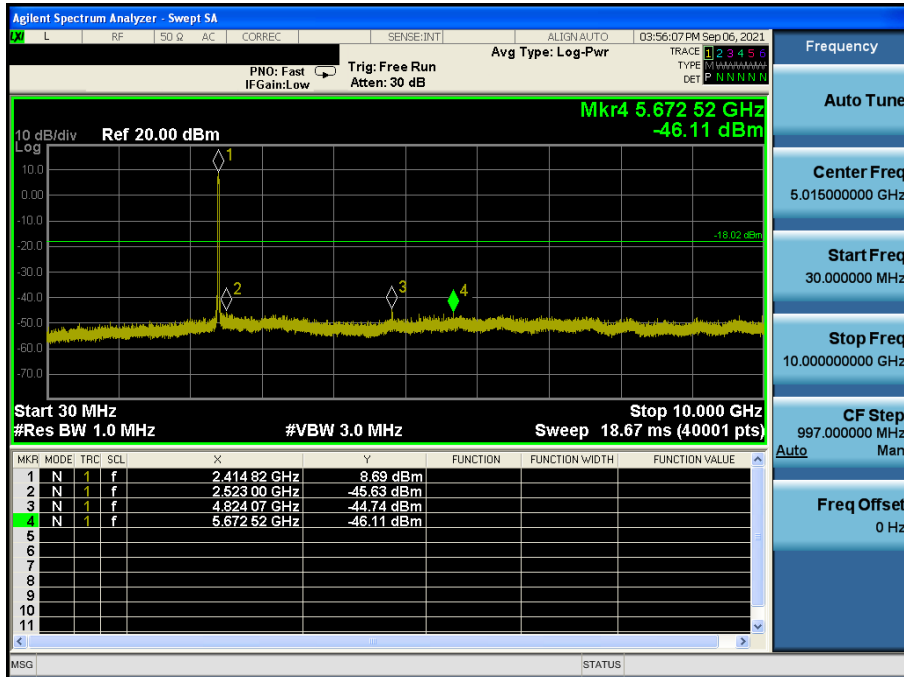 Agilent Spectrum Analyzer - Swept SA
LXI L RF 50 Ω AC CORREC SENSE:INT ALIGN AUTO 03:56:07 PM Sep 06, 2021
PNO: Fast
IFGain:Low
Trig: Free Run
Atten: 30 dB
Avg Type: Log-Pwr
TRACE 1 2 3 4 5 6
TYPE M
DET P N N N N N
Mkr4 5.672 52 GHz
-46.11 dBm
10 dB/div Ref 20.00 dBm
Log
10.0
0.00
-10.0
-20.0
-30.0
-40.0
-50.0
-60.0
-70.0
1
2
3
4
-18.02 dBm
Start 30 MHz Stop 10.000 GHz
#Res BW 1.0 MHz #VBW 3.0 MHz Sweep 18.67 ms (40001 pts)
MKR MODE TRC SCL X Y FUNCTION FUNCTION WIDTH FUNCTION VALUE
1 N 1 f 2.414 82 GHz 8.69 dBm
2 N 1 f 2.523 00 GHz -45.63 dBm
3 N 1 f 4.824 07 GHz -44.74 dBm
4 N 1 f 5.672 52 GHz -46.11 dBm
5
6
7
8
9
10
11
MSG STATUS
Frequency
Auto Tune
Center Freq
5.015000000 GHz
Start Freq
30.000000 MHz
Stop Freq
10.000000000 GHz
CF Step
997.000000 MHz
Auto Man
Freq Offset
0 Hz